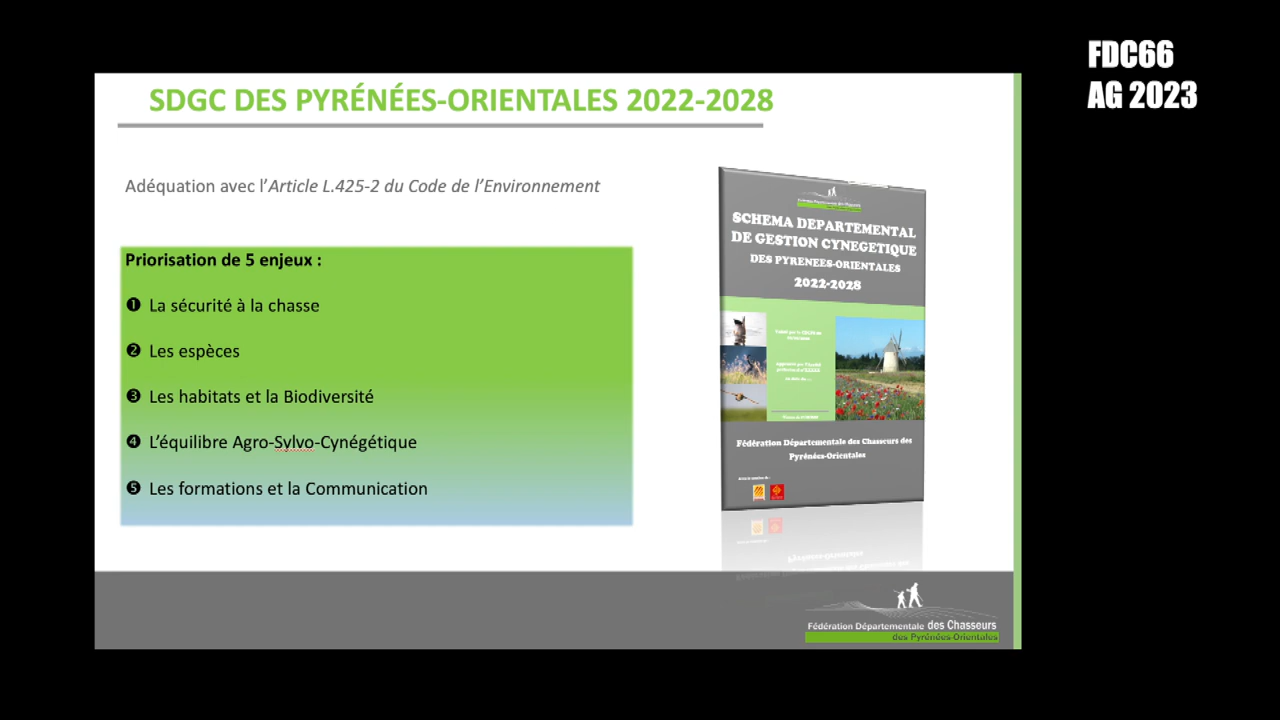 FDC66
AG 2023
SDGC DES PYRÉNÉES-ORIENTALES 2022-2028
Adéquation avec l’Article L.425-2 du Code de l’Environnement
Priorisation de 5 enjeux :
❶ La sécurité à la chasse
❷ Les espèces
❸ Les habitats et la Biodiversité
❹ L’équilibre Agro-Sylvo-Cynégétique
❺ Les formations et la Communication
SCHEMA DEPARTEMENTAL
DE GESTION CYNEGETIQUE
DES PYRENEES-ORIENTALES
2022-2028
Fédération Départementale des Chasseurs des
Pyrénées-Orientales
Fédération Départementale des Chasseurs
des Pyrénées-Orientales